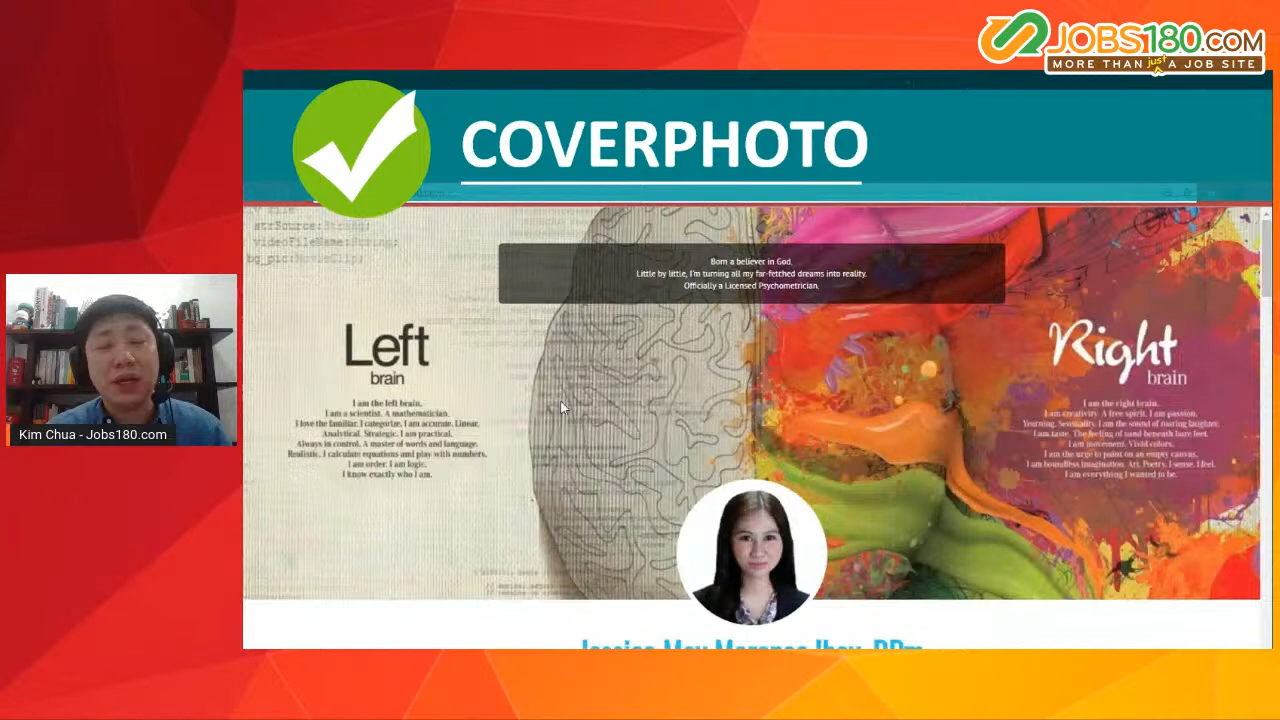 JOBS180.COM
MORE THAN just A JOB SITE
COVERPHOTO
strSource:String;
videoFileName:String;
bg_pic:MovieClip;
Born a believer in God.
Little by little, I'm turning all my far-fetched dreams into reality.
Officially a Licensed Psychometrician.
Left
brain
I am the left brain.
I am a scientist. A mathematician.
I love the familiar. I categorize. I am accurate. Linear.
Analytical. Strategic. I am practical.
Always in control. A master of words and language.
Realistic. I calculate equations and play with numbers.
I am order. I am logic.
I know exactly who I am.
Right
brain
I am the right brain.
I am creativity. A free spirit. I am passion.
Yearning. Sensuality. I am the sound of roaring laughter.
I am taste. The feeling of sand beneath bare feet.
I am movement. Vivid colors.
I am the urge to paint on an empty canvas.
I am boundless imagination. Art. Poetry. I sense. I feel.
I am everything I wanted to be.
Kim Chua - Jobs180.com